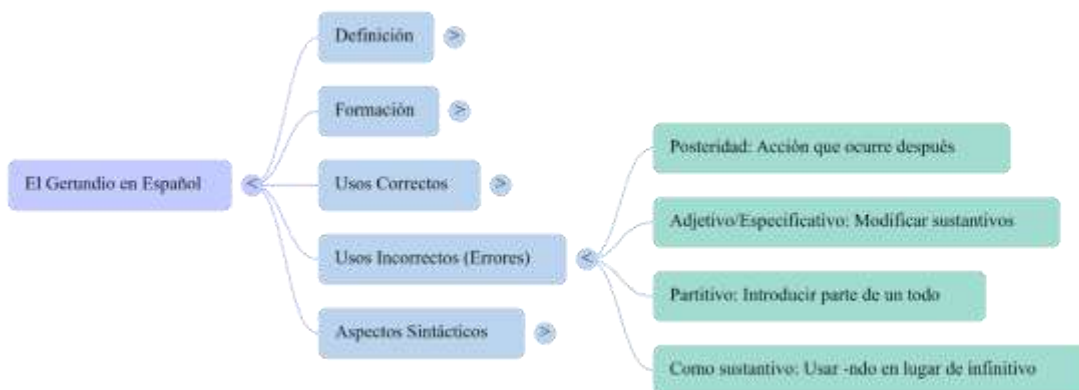 El Gerundio en Español
Definición
Formación
Usos Correctos
Usos Incorrectos (Errores)
Aspectos Sintácticos
Posteridad: Acción que ocurre después
Adjetivo/Especificativo: Modificar sustantivos
Partitivo: Introducir parte de un todo
Como sustantivo: Usar -ndo en lugar de infinitivo